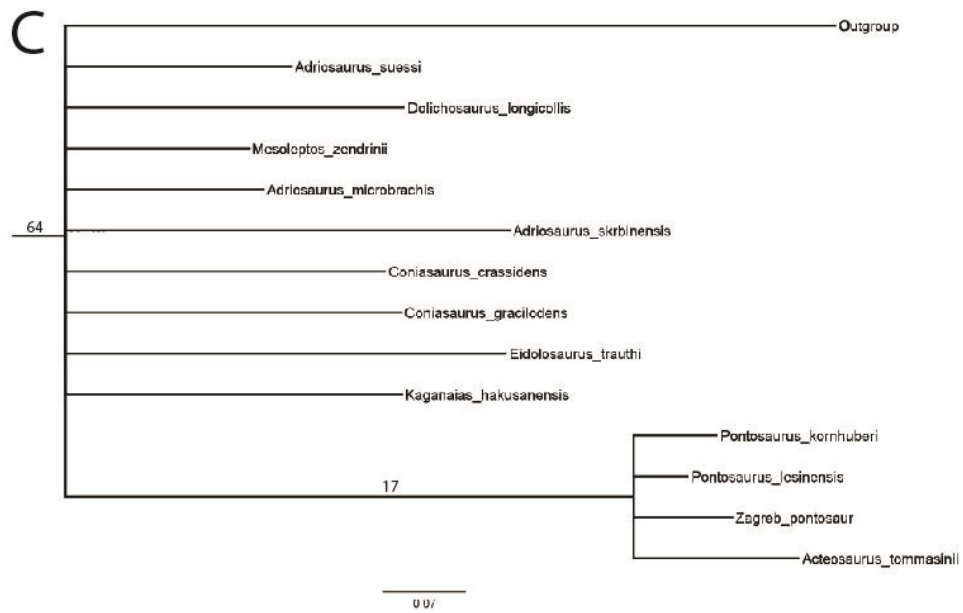 C
Outgroup
Adriosaurus_suessi
Dolichosaurus_longicollis
Mesoleptos_zendrinii
Adriosaurus_microbrachis
64
Adriosaurus_skrbinensis
Coniasaurus_crassidens
Coniasaurus_gracilodens
Eidolosaurus_trauthi
Kaganaias_hakusanensis
Pontosaurus_kornhuberi
Pontosaurus_lesinensis
17
Zagreb_pontosaur
Acteosaurus_tommasinii
0.07